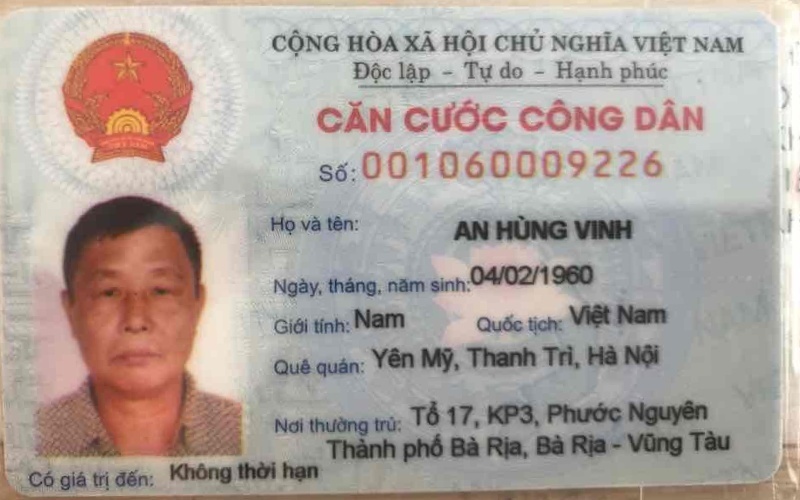 CỘNG HÒA XÃ HỘI CHỦ NGHĨA VIỆT NAM
Độc lập - Tự do - Hạnh phúc
CĂN CƯỚC CÔNG DÂN
Số: 001060009226
Họ và tên: AN HÙNG VINH
Ngày, tháng, năm sinh: 04/02/1960
Giới tính: Nam Quốc tịch: Việt Nam
Quê quán: Yên Mỹ, Thanh Trì, Hà Nội
Nơi thường trú: Tổ 17, KP3, Phước Nguyên
Thành phố Bà Rịa, Bà Rịa - Vũng Tàu
Có giá trị đến: Không thời hạn